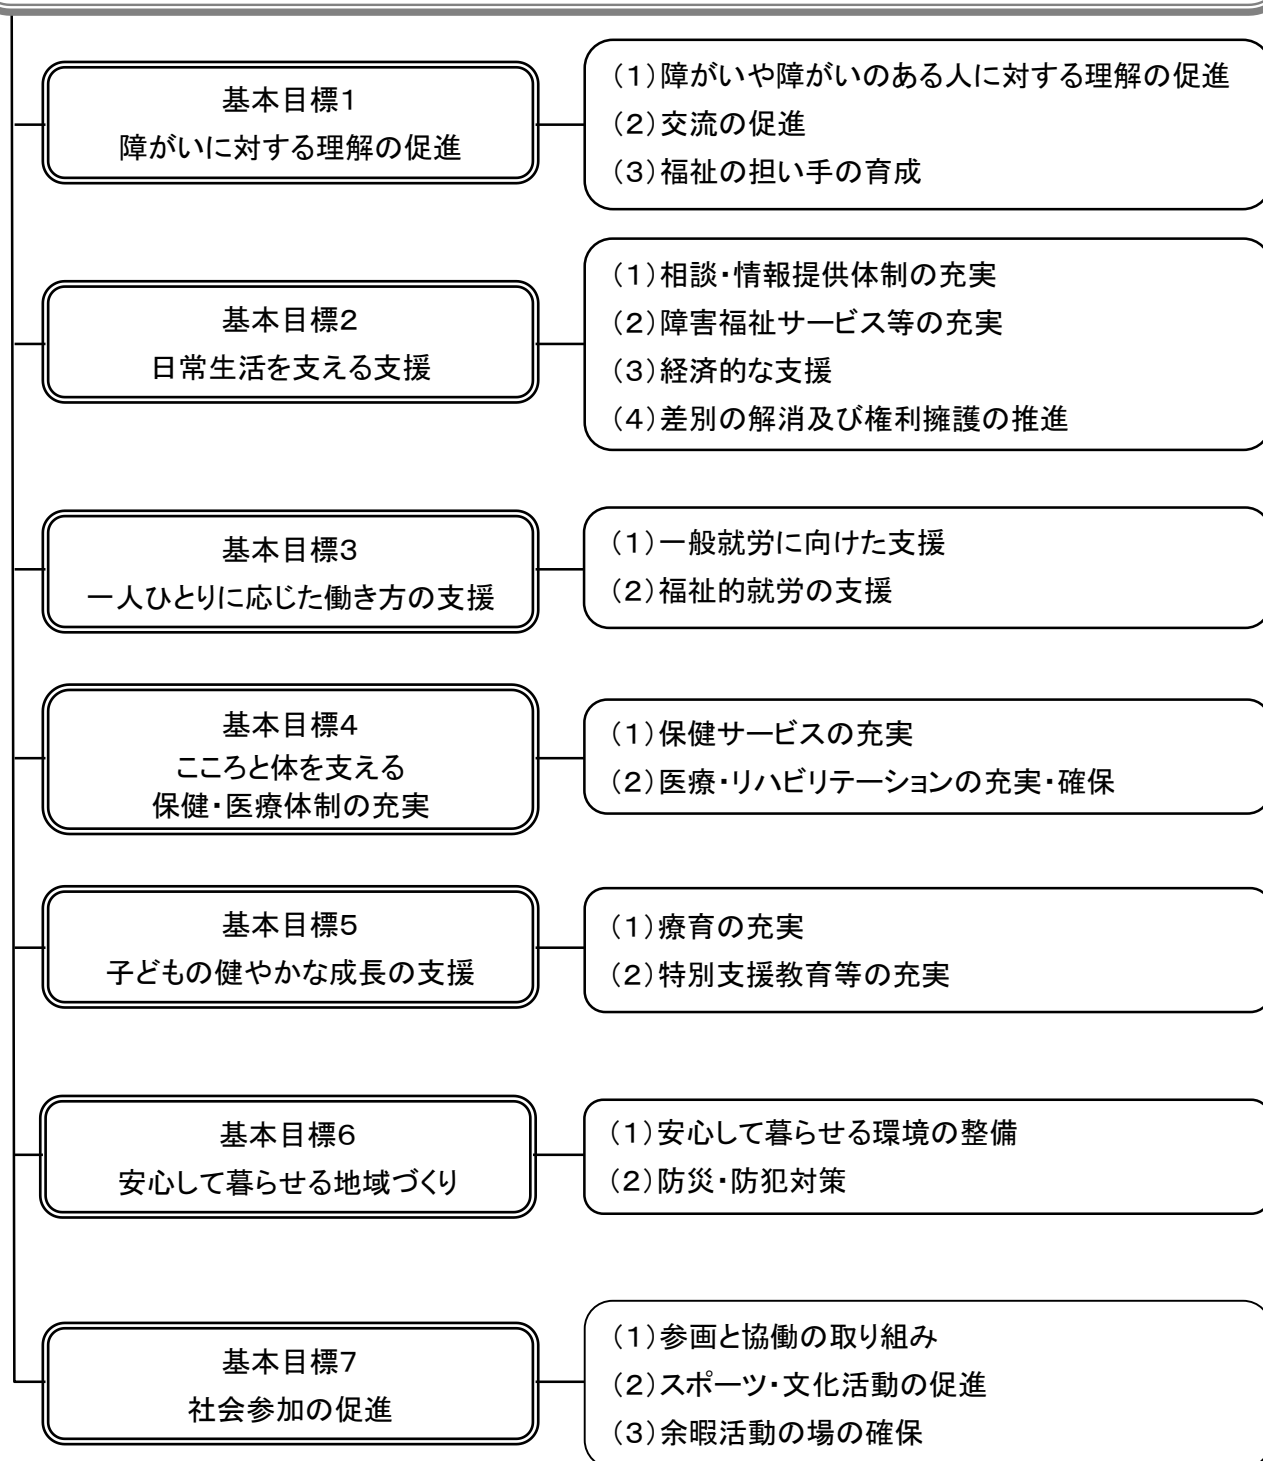 基本目標1
障がいに対する理解の促進
(1)障がいや障がいのある人に対する理解の促進
(2)交流の促進
(3)福祉の担い手の育成
基本目標2
日常生活を支える支援
(1)相談・情報提供体制の充実
(2)障害福祉サービス等の充実
(3)経済的な支援
(4)差別の解消及び権利擁護の推進
基本目標3
一人ひとりに応じた働き方の支援
(1)一般就労に向けた支援
(2)福祉的就労の支援
基本目標4
こころと体を支える
保健・医療体制の充実
(1)保健サービスの充実
(2)医療・リハビリテーションの充実・確保
基本目標5
子どもの健やかな成長の支援
(1)療育の充実
(2)特別支援教育等の充実
基本目標6
安心して暮らせる地域づくり
(1)安心して暮らせる環境の整備
(2)防災・防犯対策
基本目標7
社会参加の促進
(1)参画と協働の取り組み
(2)スポーツ・文化活動の促進
(3)余暇活動の場の確保